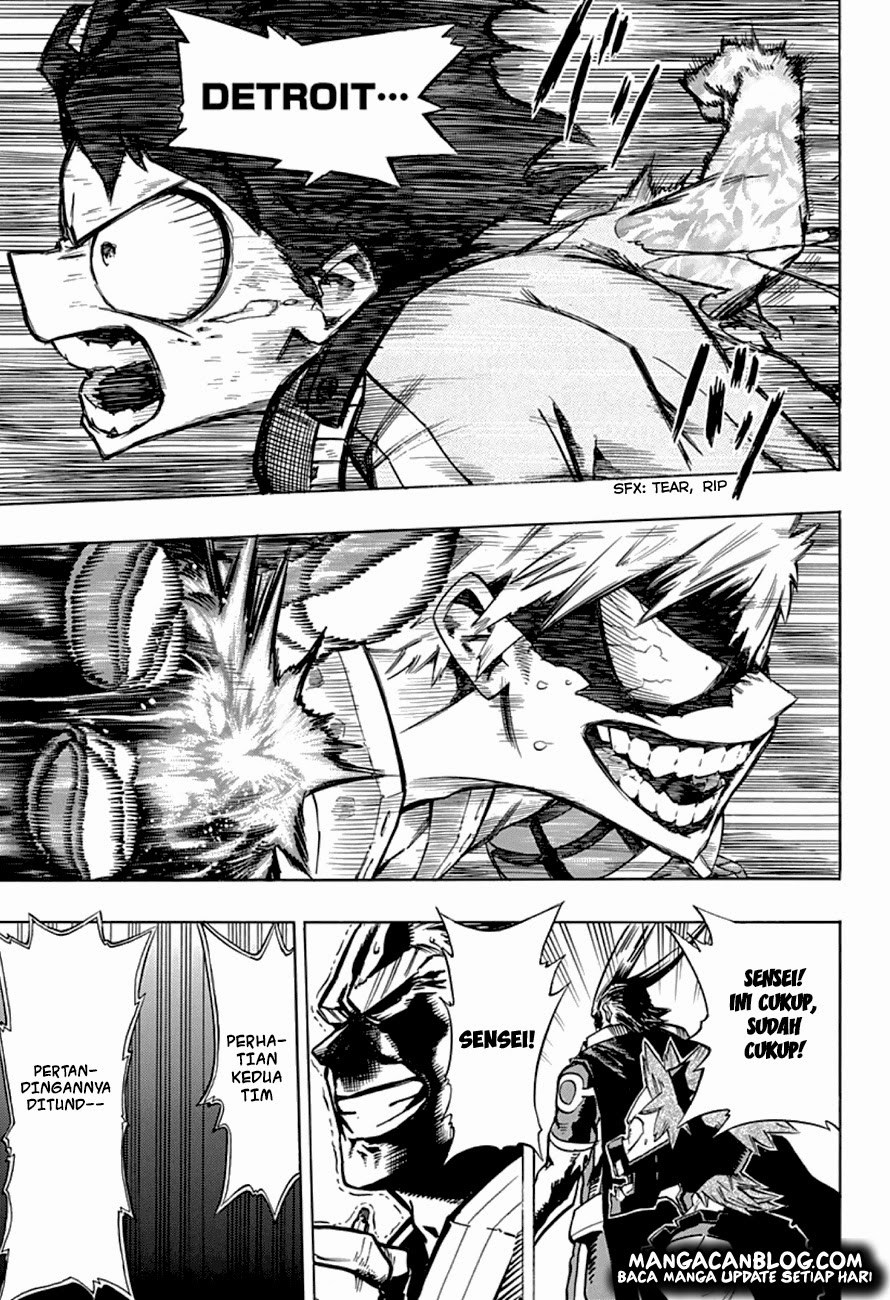 DETROIT...
SFX: TEAR, RIP
SENSEI!
INI CUKUP,
SUDAH
CUKUP!
SENSEI!
PERHA-
TIAN
KEDUA
TIM
PERTAN-
DINGANNYA
DITUND--
MANGACANBLOG.COM
BACA MANGA UPDATE SETIAP HARI